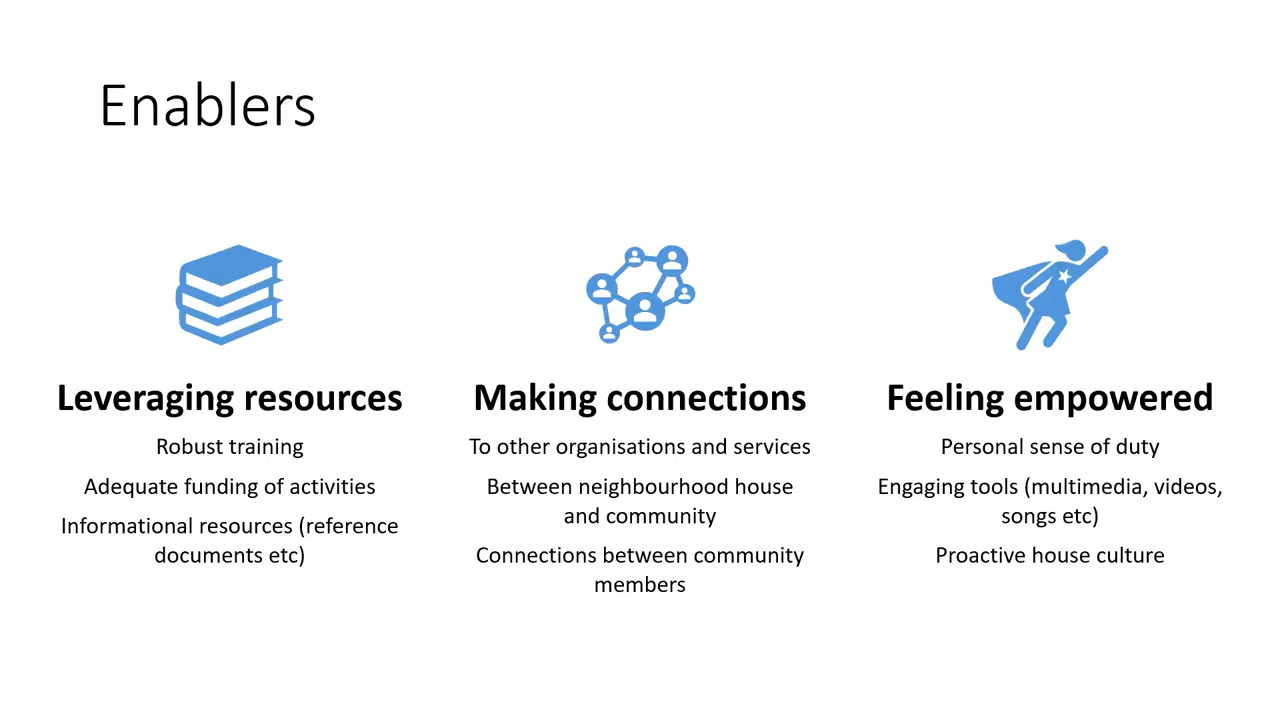 Enablers
Leveraging resources
Robust training
Adequate funding of activities
Informational resources (reference
documents etc)
Making connections
To other organisations and services
Between neighbourhood house
and community
Connections between community
members
Feeling empowered
Personal sense of duty
Engaging tools (multimedia, videos,
songs etc)
Proactive house culture